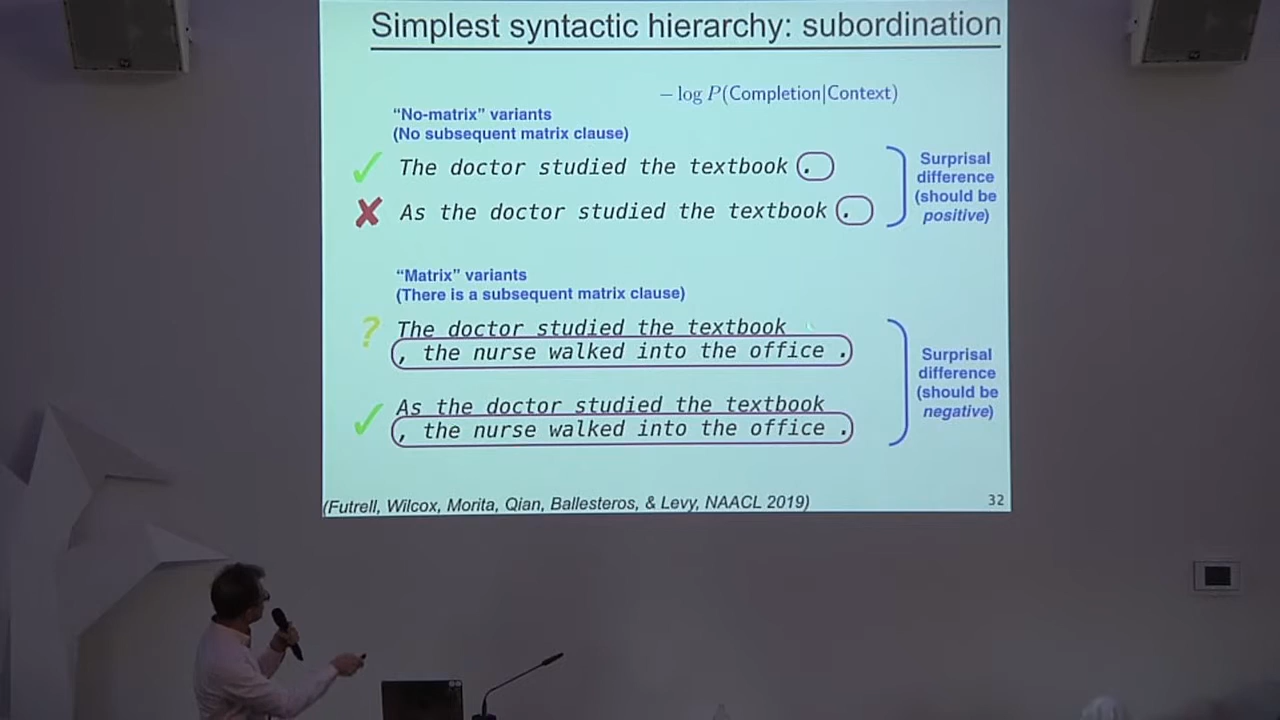 Simplest syntactic hierarchy: subordination
− log P(Completion|Context)
“No-matrix” variants
(No subsequent matrix clause)
✓ The doctor studied the textbook .
✗ As the doctor studied the textbook .
Surprisal
difference
(should be
positive)
“Matrix” variants
(There is a subsequent matrix clause)
? The doctor studied the textbook
, the nurse walked into the office .
✓ As the doctor studied the textbook
, the nurse walked into the office .
Surprisal
difference
(should be
negative)
(Futrell, Wilcox, Morita, Qian, Ballesteros, & Levy, NAACL 2019)
32